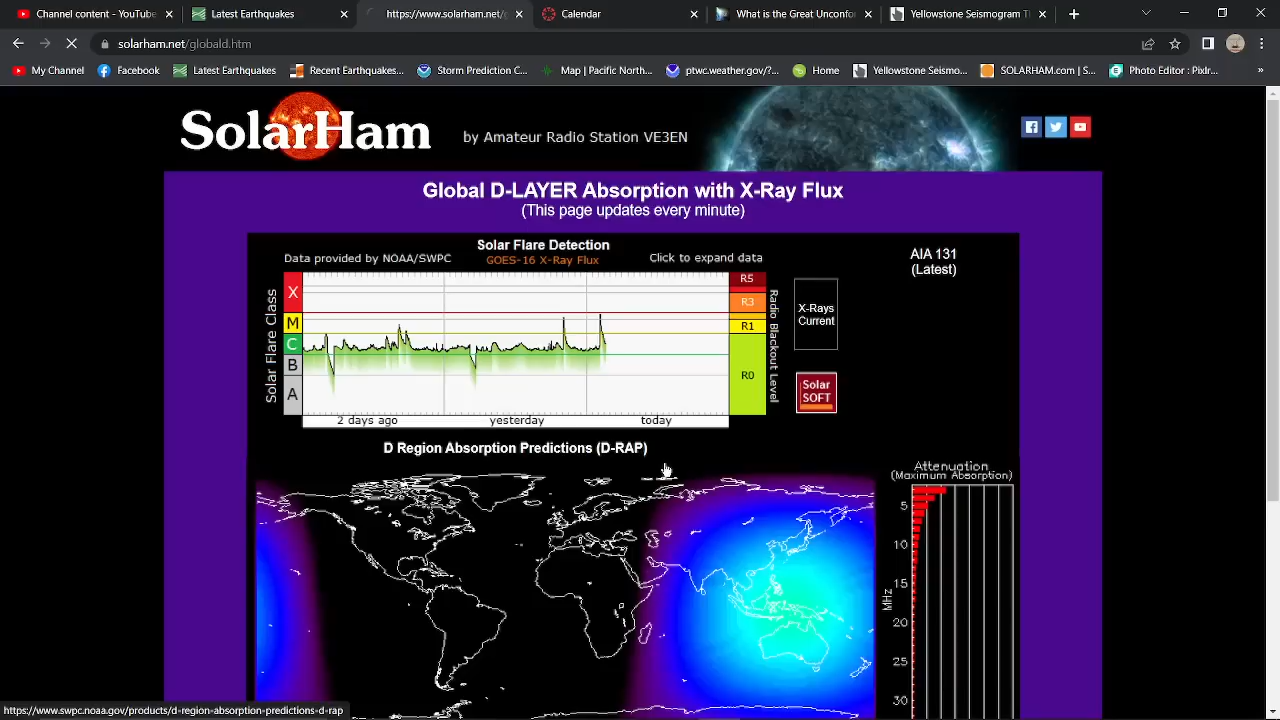 Channel content - YouTube
Latest Earthquakes
https://www.solarham.net/g
Calendar
What is the Great Unconfo
Yellowstone Seismogram T
solarham.net/globald.htm
My Channel
Facebook
Latest Earthquakes
Recent Earthquakes...
Storm Prediction C...
Map | Pacific North...
ptwc.weather.gov/?...
Home
Yellowstone Seismo...
SOLARHAM.com | S...
Photo Editor : Pixlr...
»
SolarHam
by Amateur Radio Station VE3EN
Global D-LAYER Absorption with X-Ray Flux
(This page updates every minute)
Solar Flare Detection
Data provided by NOAA/SWPC
GOES-16 X-Ray Flux
Click to expand data
AIA 131
(Latest)
Solar Flare Class
X
M
C
B
A
R5
R3
R1
R0
Radio Blackout Level
X-Rays
Current
Solar
SOFT
2 days ago
yesterday
today
D Region Absorption Predictions (D-RAP)
Attenuation
(Maximum Absorption)
5
10
15
20
25
30
MHz
https://www.swpc.noaa.gov/products/d-region-absorption-predictions-d-rap